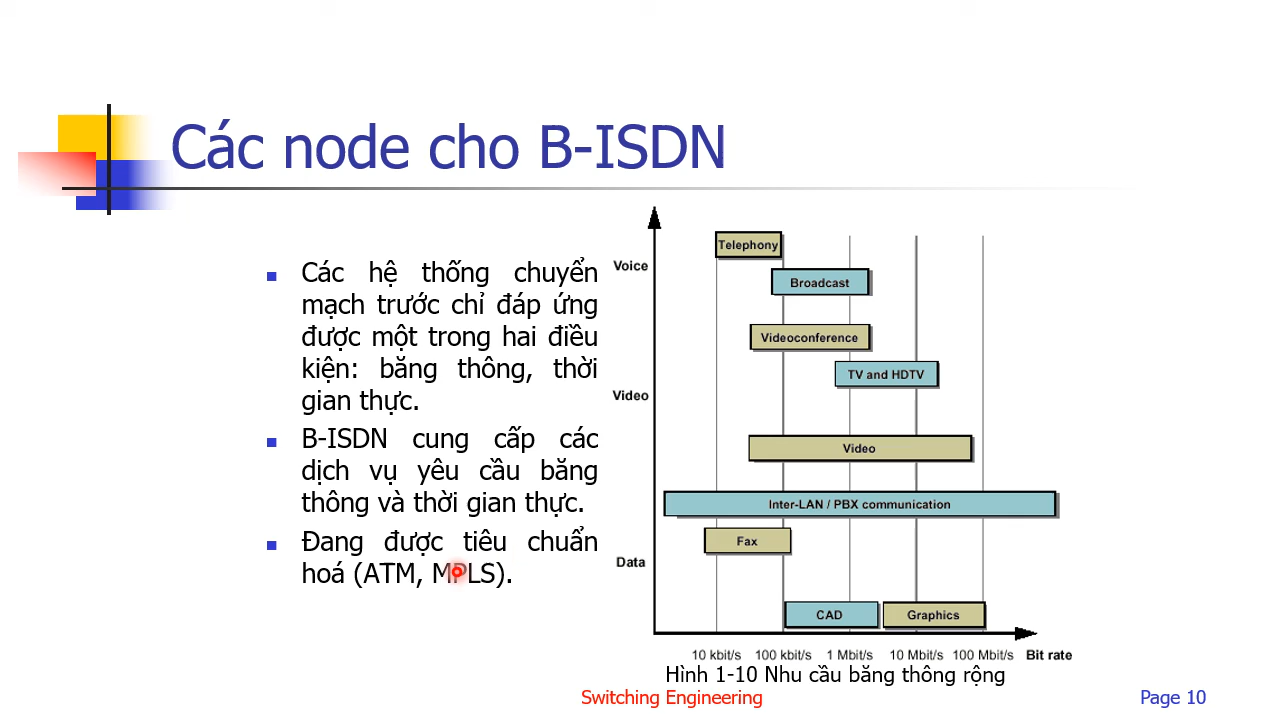 Các node cho B-ISDN
Các hệ thống chuyển
mạch trước chỉ đáp ứng
được một trong hai điều
kiện: băng thông, thời
gian thực.
B-ISDN cung cấp các
dịch vụ yêu cầu băng
thông và thời gian thực.
Đang được tiêu chuẩn
hoá (ATM, MPLS).
Telephony
Voice
Broadcast
Videoconference
TV and HDTV
Video
Video
Inter-LAN / PBX communication
Fax
Data
CAD
Graphics
10 kbit/s 100 kbit/s 1 Mbit/s 10 Mbit/s 100 Mbit/s Bit rate
Hình 1-10 Nhu cầu băng thông rộng
Switching Engineering
Page 10